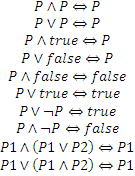 P ∧ P ⇔ P
P ∨ P ⇔ P
P ∧ true ⇔ P
P ∨ false ⇔ P
P ∧ false ⇔ false
P ∨ true ⇔ true
P ∨ ¬P ⇔ true
P ∧ ¬P ⇔ false
P1 ∧ (P1 ∨ P2) ⇔ P1
P1 ∨ (P1 ∧ P2) ⇔ P1